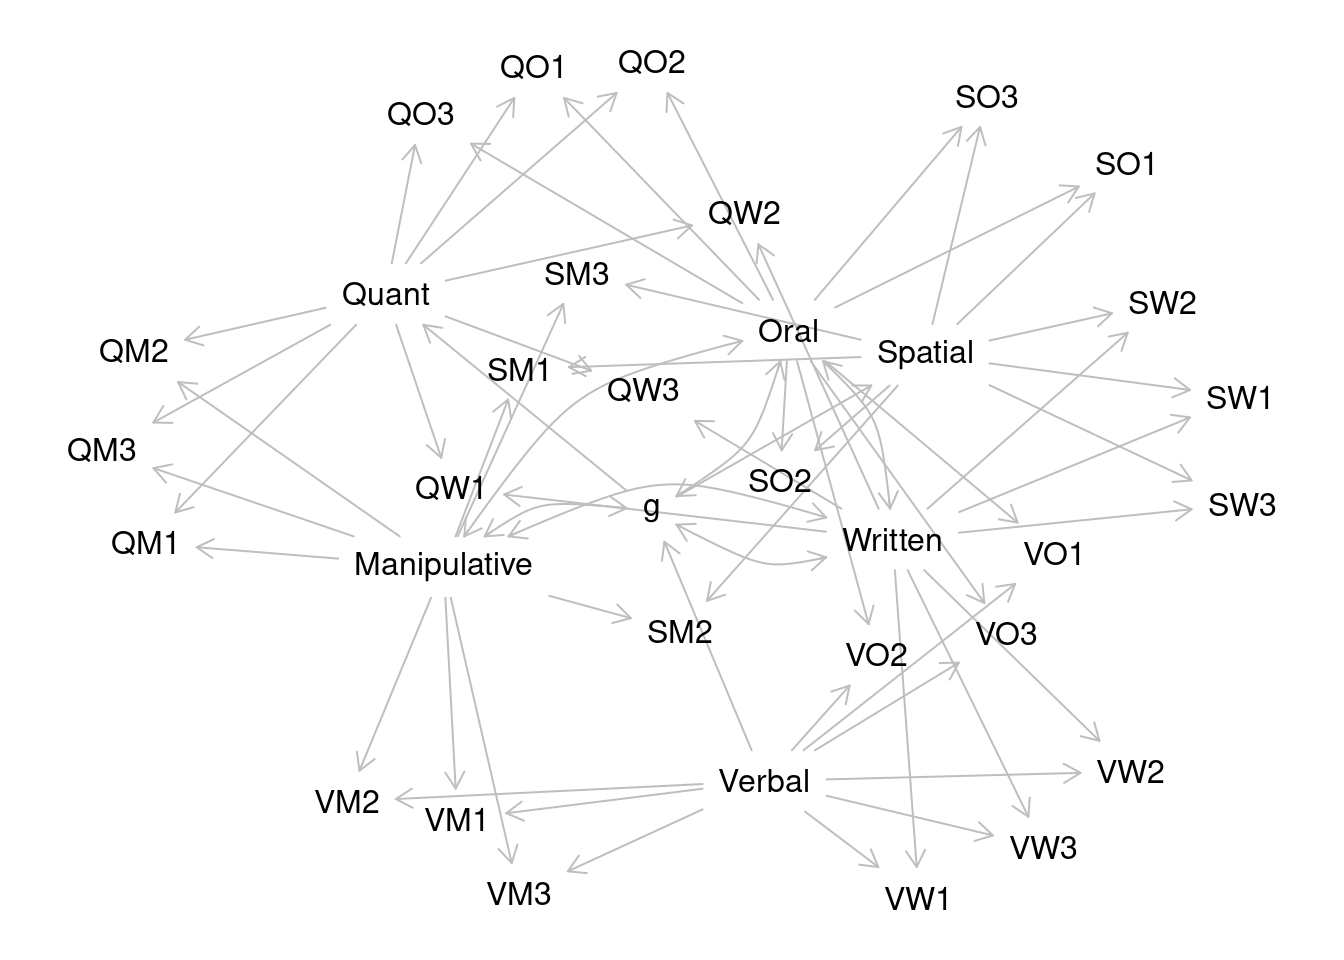 QO2
QO1
SO3
QO3
SO1
QW2
SM3
Quant
SW2
Oral
QM2
Spatial
SM1
QW3
SW1
QM3
SO2
QW1
g
SW3
Written
QM1
VO1
Manipulative
SM2
VO3
VO2
Verbal
VW2
VM2
VM1
VW3
VM3
VW1